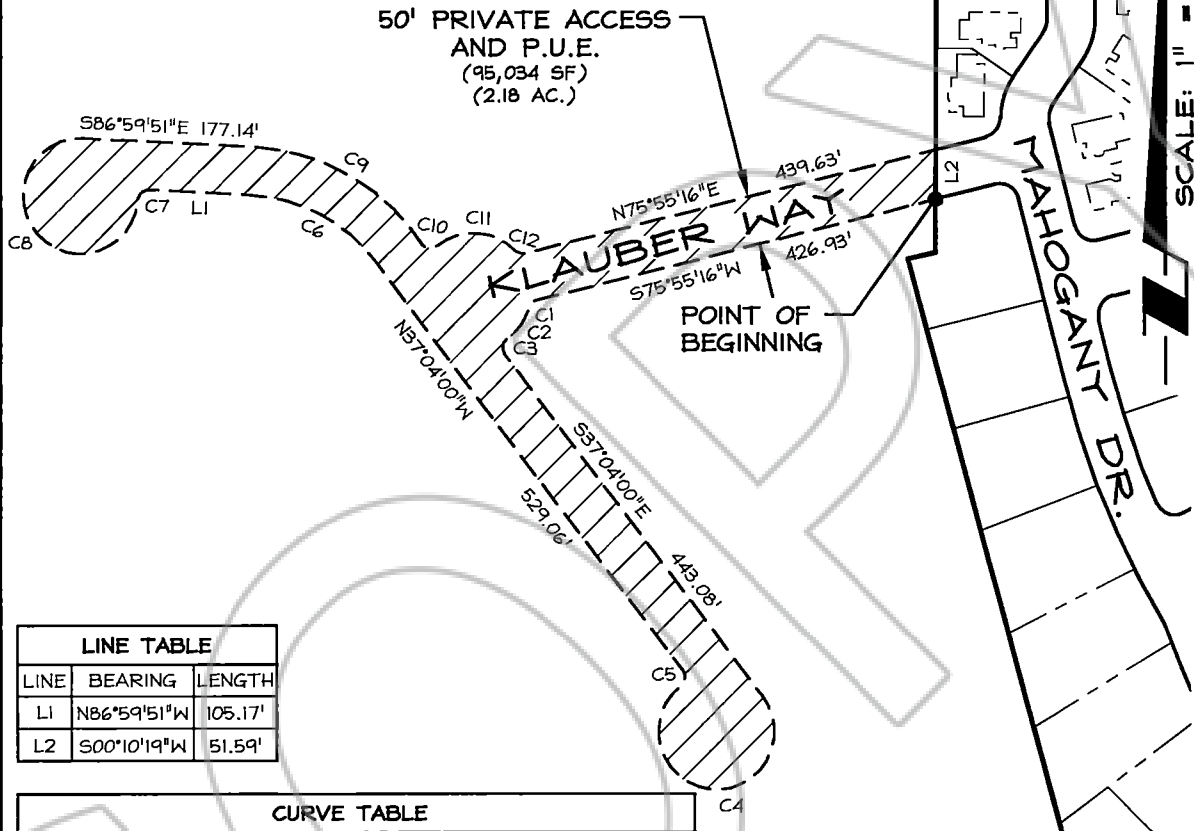 50' PRIVATE ACCESS
AND P.U.E.
(95,034 SF)
(2.18 AC.)
SCALE: 1" =
S86°59'51"E 177.14'
C9
C7
L1
C8
C6
C10
C11
C12
N75°55'16"E
439.63'
L2
KLAUBER WAY
S75°55'16"W
426.93'
MAHOGANY DR.
C1
C2
C3
POINT OF
BEGINNING
N37°04'00"W
529.06'
S37°04'00"E
443.08'
C5
C4
LINE TABLE
LINE BEARING LENGTH
L1 N86°59'51"W 105.17'
L2 S00°10'19"W 51.59'
CURVE TABLE
COPY